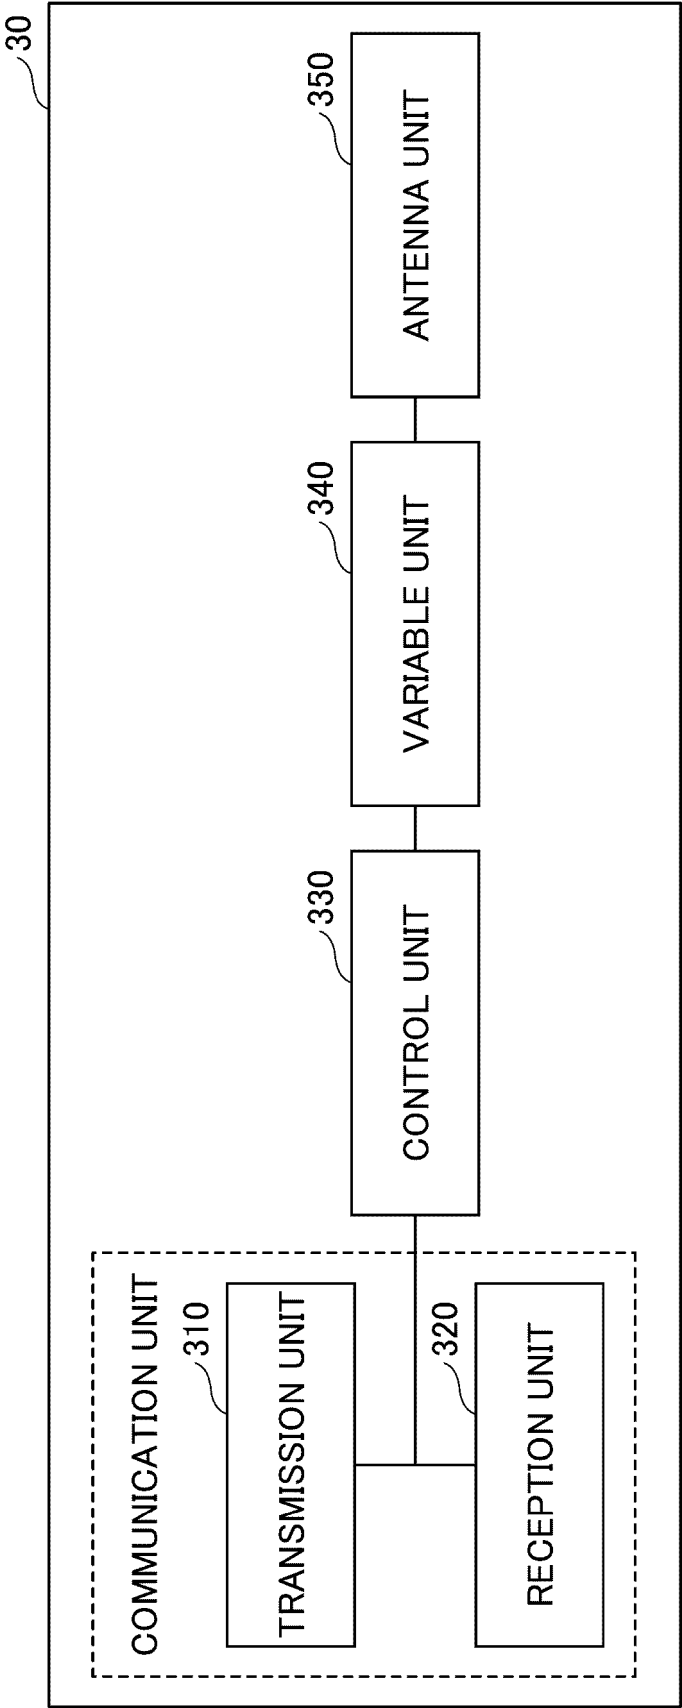 30
COMMUNICATION UNIT
310
TRANSMISSION UNIT
320
RECEPTION UNIT
330
CONTROL UNIT
340
VARIABLE UNIT
350
ANTENNA UNIT